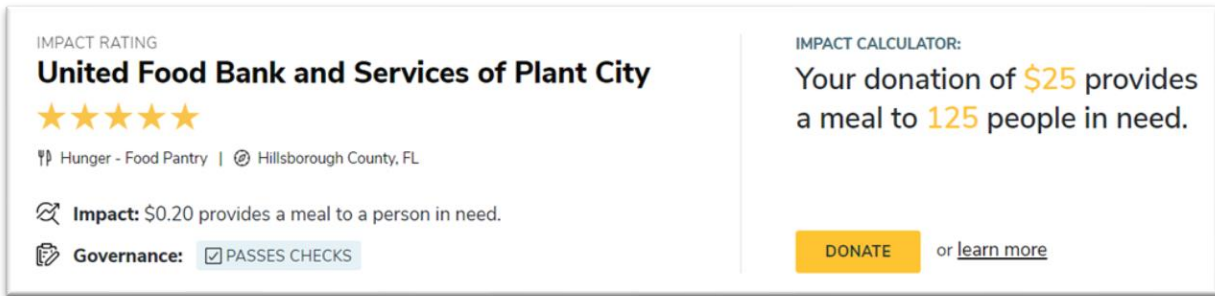 IMPACT RATING
United Food Bank and Services of Plant City
Hunger - Food Pantry | Hillsborough County, FL
Impact: $0.20 provides a meal to a person in need.
Governance: PASSES CHECKS
IMPACT CALCULATOR:
Your donation of $25 provides
a meal to 125 people in need.
DONATE or learn more